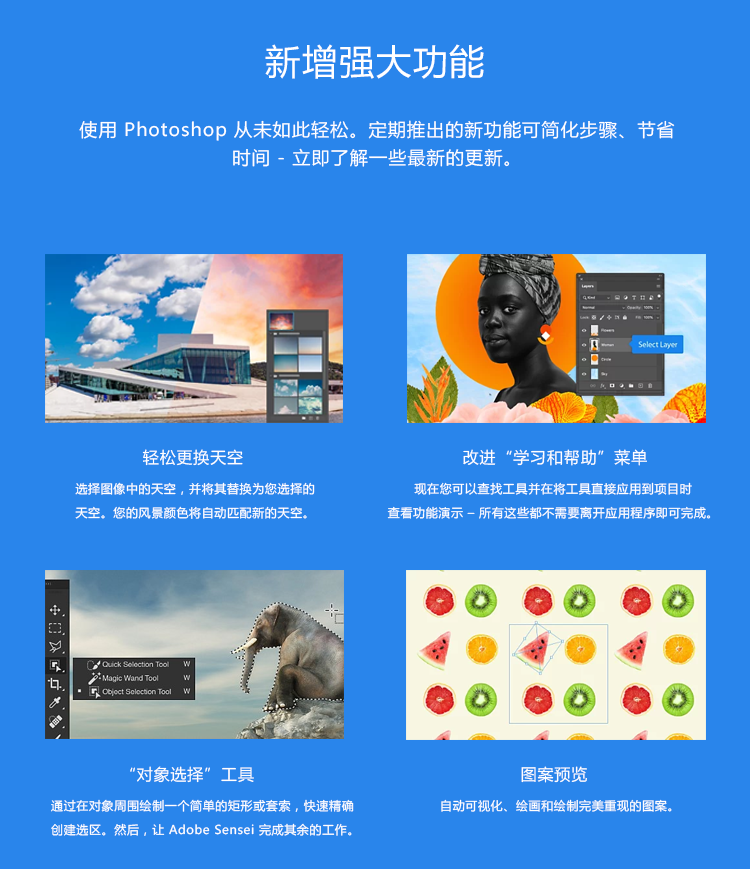 新增强大功能
使用 Photoshop 从未如此轻松。定期推出的新功能可简化步骤、节省
时间 - 立即了解一些最新的更新。
Layers
Kind
Normal
Opacity: 100%
Lock:
Fill: 100%
Flowers
Woman
Select Layer
Circle
Sky
轻松更换天空
选择图像中的天空，并将其替换为您选择的
天空。您的风景颜色将自动匹配新的天空。
改进“学习和帮助”菜单
现在您可以查找工具并在将工具直接应用到项目时
查看功能演示 – 所有这些都不需要离开应用程序即可完成。
Quick Selection Tool W
Magic Wand Tool W
Object Selection Tool W
“对象选择”工具
通过在对象周围绘制一个简单的矩形或套索，快速精确
创建选区。然后，让 Adobe Sensei 完成其余的工作。
图案预览
自动可视化、绘画和绘制完美重现的图案。